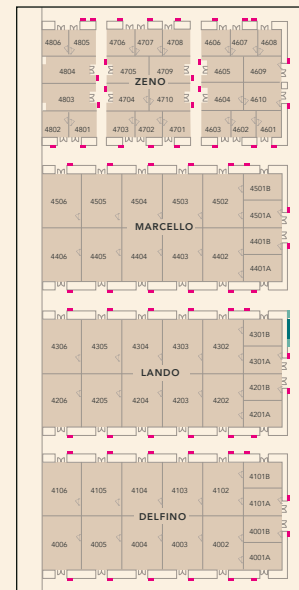 4806 4805 4706 4707 4708 4606 4607 4608
4804 4705 4709 4605 4609
ZENO
4803 4704 4710 4604 4610
4802 4801 4703 4702 4701 4603 4602 4601
4501B
4506 4505 4504 4503 4502
4501A
MARCELLO
4401B
4406 4405 4404 4403 4402
4401A
4301B
4306 4305 4304 4303 4302
4301A
LANDO
4201B
4206 4205 4204 4203 4202
4201A
4101B
4106 4105 4104 4103 4102
4101A
DELFINO
4001B
4006 4005 4004 4003 4002
4001A